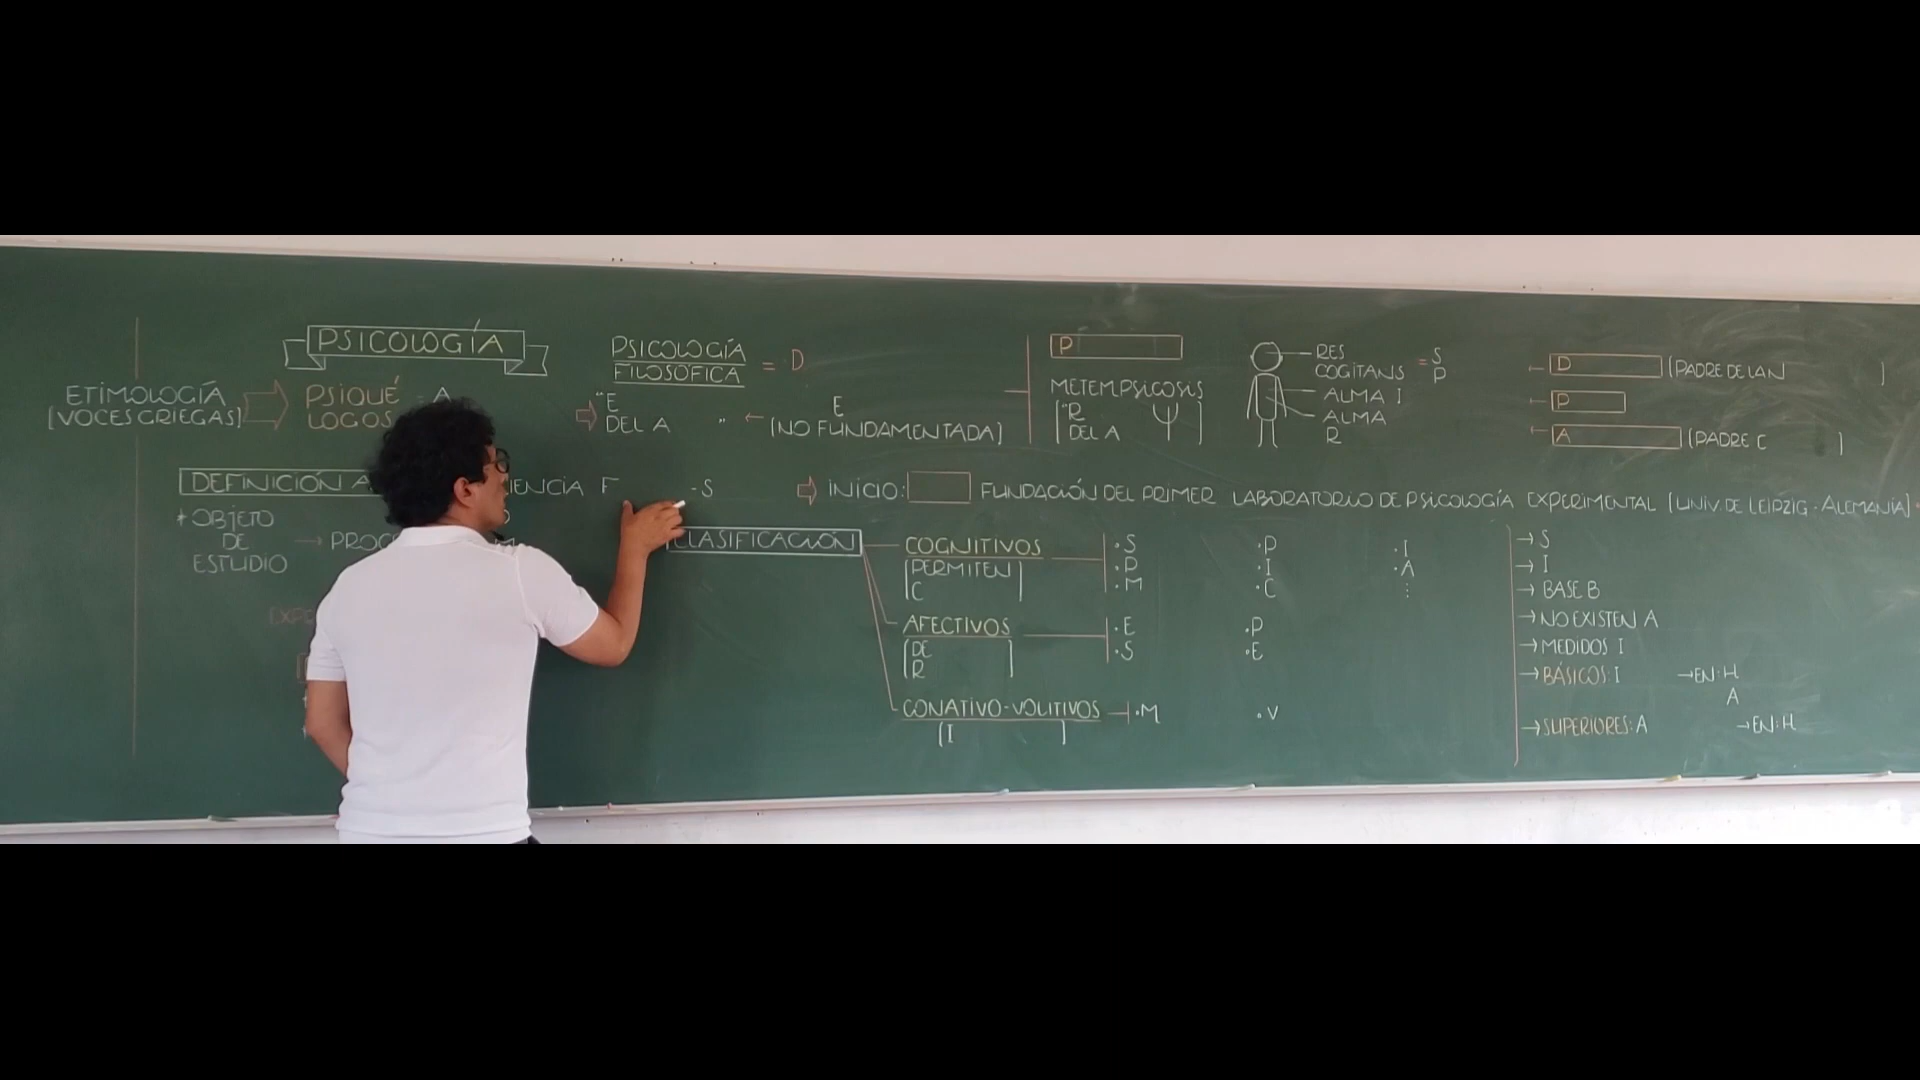 PSICOLOGÍA
ETIMOLOGÍA
[VOCES GRIEGAS]
PSIQUÉ A
LOGOS
PSICOLOGÍA
FILOSOFICA
= D
"E
DEL A "
E
[NO FUNDAMENTADA]
P
METEMPSICOSIS
["R Ψ ]
DEL A
RES
COGITANS
= S
P
ALMA I
ALMA
R
D [PADRE DE LA N ]
P
A [PADRE C ]
DEFINICIÓN A
IENCIA F - S
INICIO: FUNDACIÓN DEL PRIMER LABORATORIO DE PSICOLOGÍA EXPERIMENTAL [UNIV. DE LEIPZIG - ALEMANIA]
* OBJETO
DE
ESTUDIO
→ PROC
CLASIFICACIÓN
COGNITIVOS
[PERMITEN
C ]
· S · P · I
· P · I · A
· M · C ⋮
AFECTIVOS
[DE
R ]
· E · P
· S · E
CONATIVO-VOLITIVOS
[I ]
· M · V
→ S
→ I
→ BASE B
→ NO EXISTEN A
→ MEDIDOS I
→ BÁSICOS: I → EN: H
A
→ SUPERIORES: A → EN: H